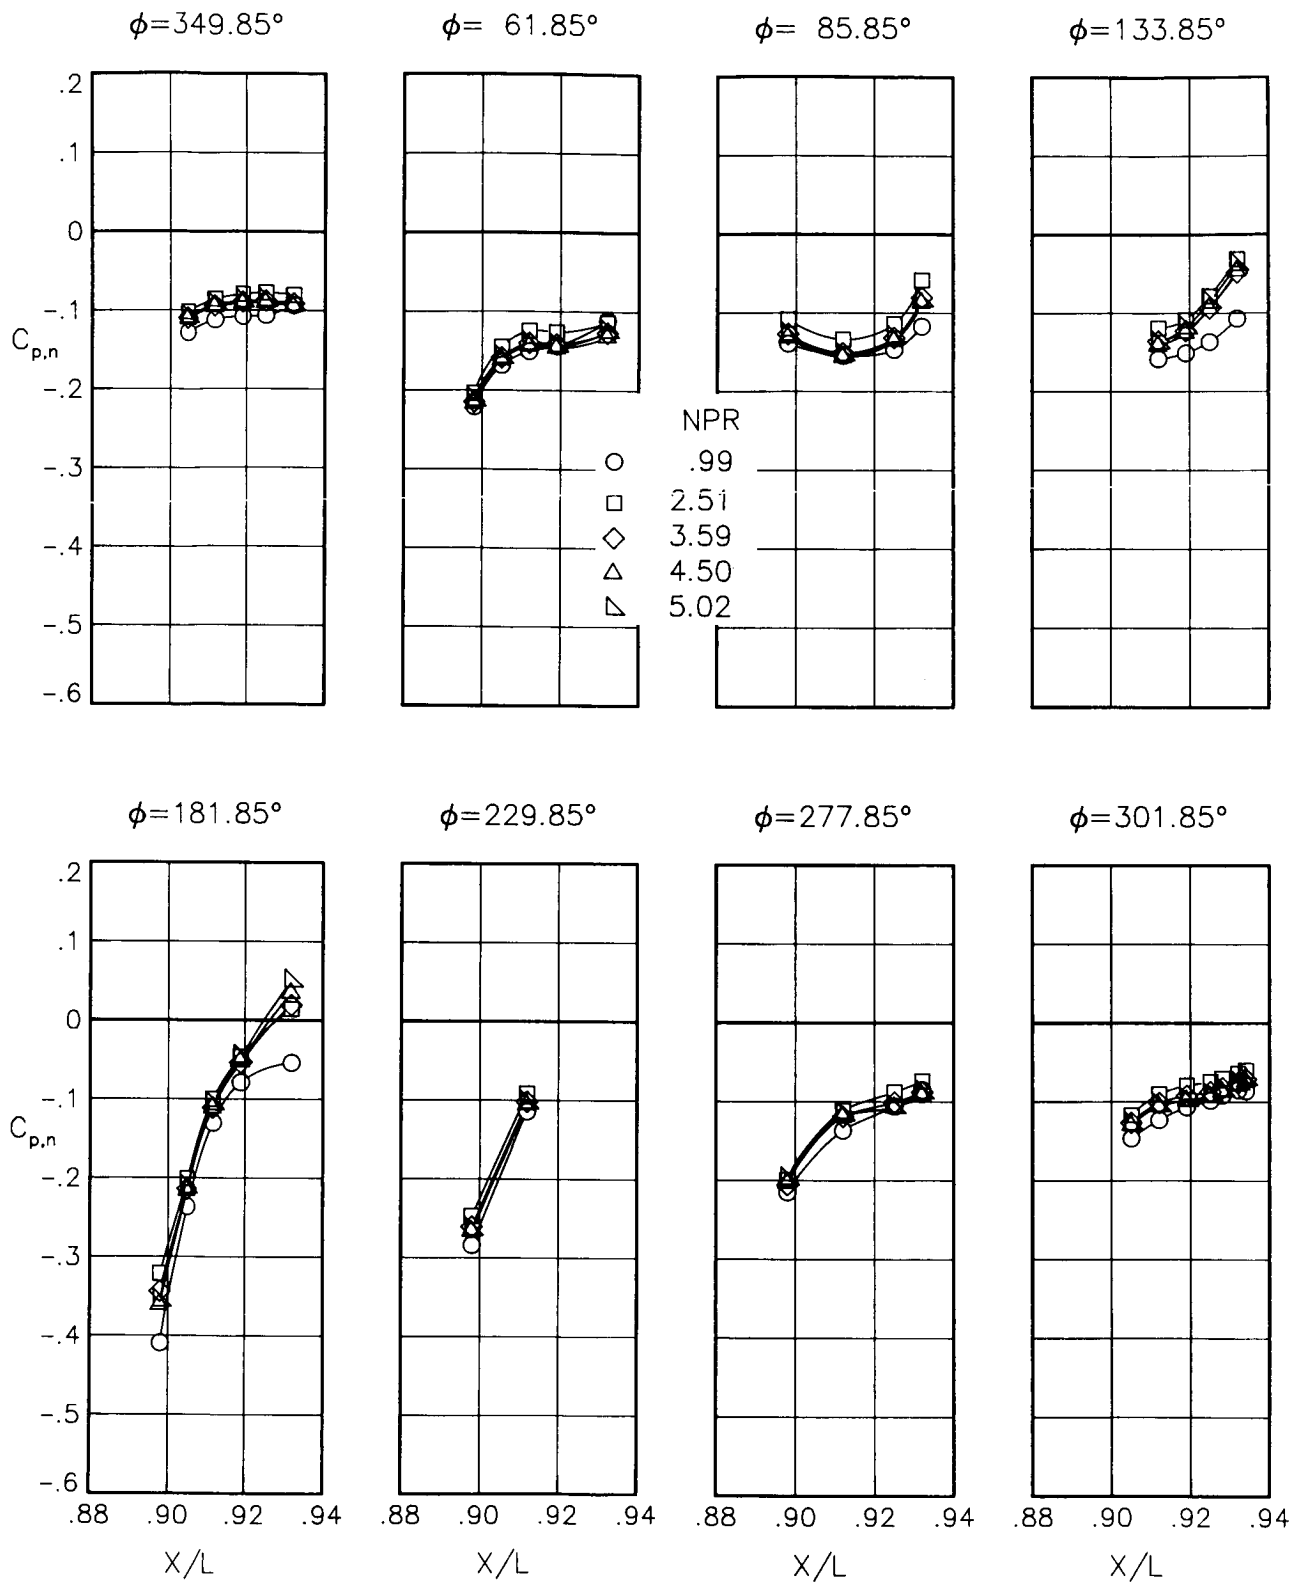 ϕ=349.85°
ϕ= 61.85°
ϕ= 85.85°
ϕ=133.85°
.2
.1
0
-.1
C_{p,n}
-.2
-.3
-.4
-.5
-.6
NPR
.99
2.51
3.59
4.50
5.02
ϕ=181.85°
ϕ=229.85°
ϕ=277.85°
ϕ=301.85°
.2
.1
0
-.1
C_{p,n}
-.2
-.3
-.4
-.5
-.6
.88 .90 .92 .94
.88 .90 .92 .94
.88 .90 .92 .94
.88 .90 .92 .94
X/L
X/L
X/L
X/L